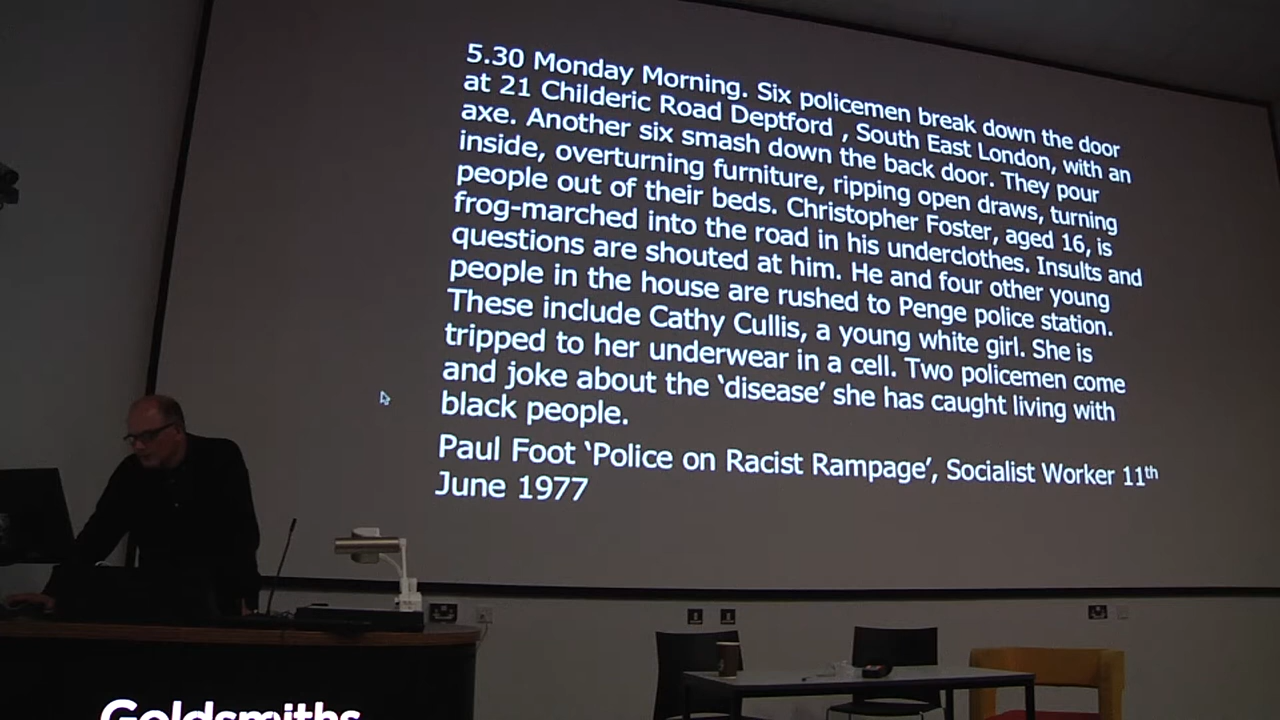 5.30 Monday Morning. Six policemen break down the door
at 21 Childeric Road Deptford , South East London, with an
axe. Another six smash down the back door. They pour
inside, overturning furniture, ripping open draws, turning
people out of their beds. Christopher Foster, aged 16, is
frog-marched into the road in his underclothes. Insults and
questions are shouted at him. He and four other young
people in the house are rushed to Penge police station.
These include Cathy Cullis, a young white girl. She is
tripped to her underwear in a cell. Two policemen come
and joke about the ‘disease’ she has caught living with
black people.
Paul Foot ‘Police on Racist Rampage’, Socialist Worker 11th
June 1977
Goldsmiths